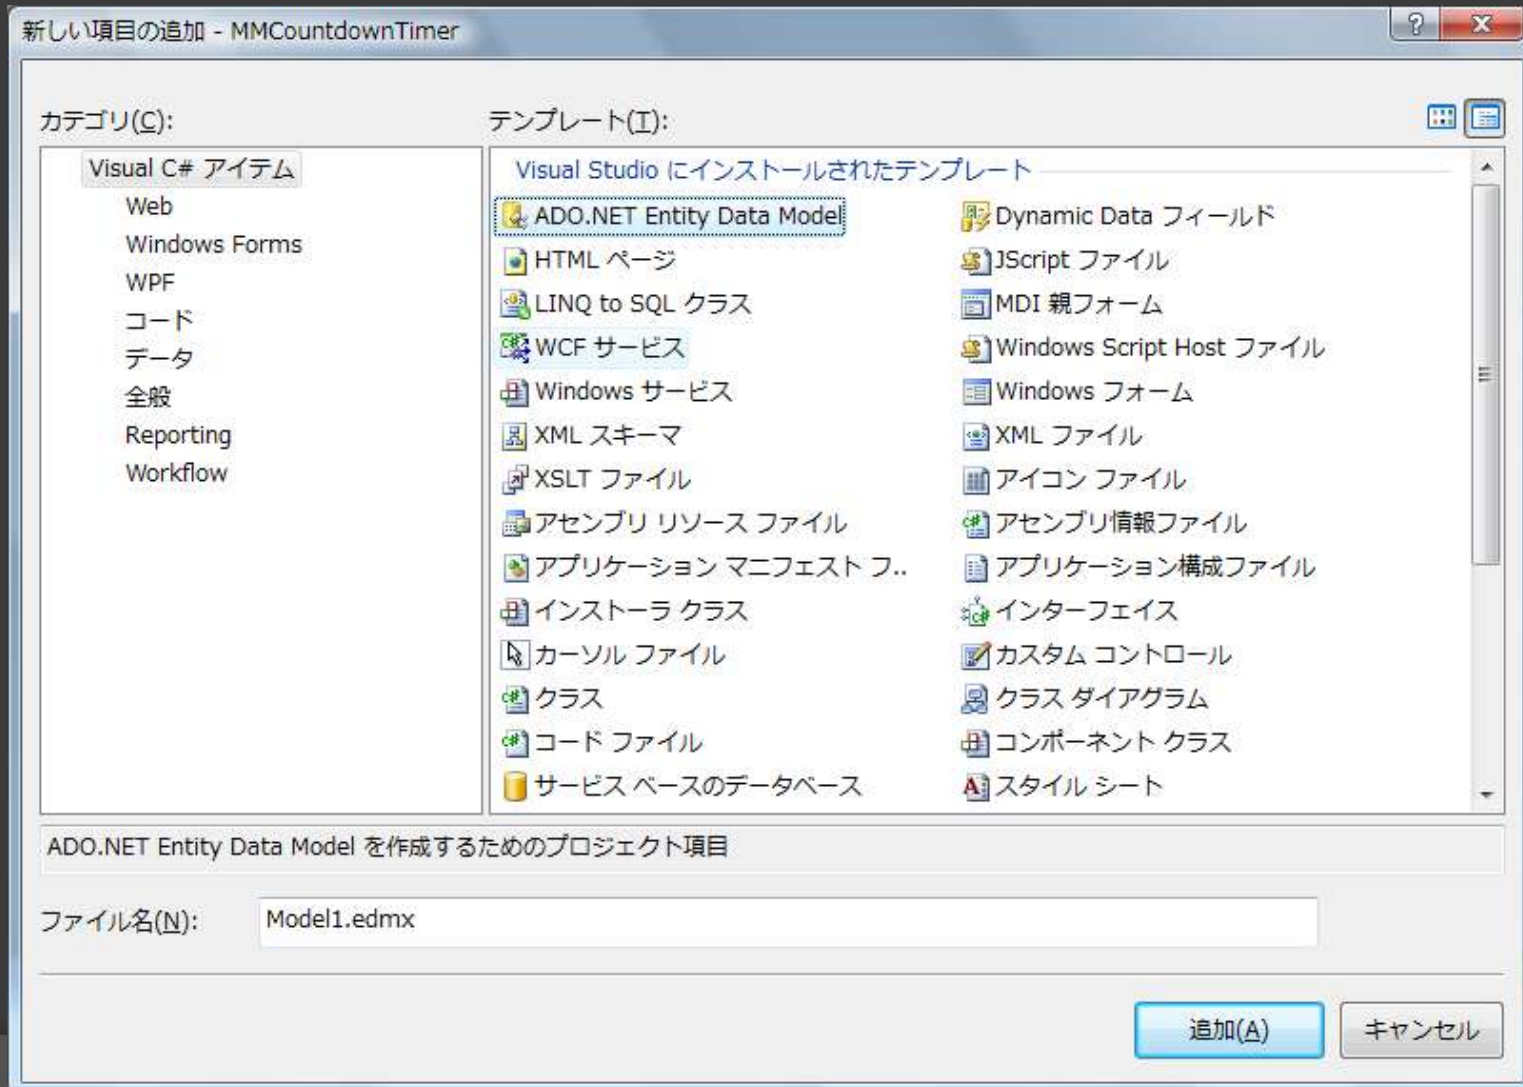 新しい項目の追加 - MMCountdownTimer
カテゴリ(C):
Visual C# アイテム
Web
Windows Forms
WPF
コード
データ
全般
Reporting
Workflow
テンプレート(T):
Visual Studio にインストールされたテンプレート
ADO.NET Entity Data Model
Dynamic Data フィールド
HTML ページ
JScript ファイル
LINQ to SQL クラス
MDI 親フォーム
WCF サービス
Windows Script Host ファイル
Windows サービス
Windows フォーム
XML スキーマ
XML ファイル
XSLT ファイル
アイコン ファイル
アセンブリ リソース ファイル
アセンブリ情報ファイル
アプリケーション マニフェスト フ..
アプリケーション構成ファイル
インストーラ クラス
インターフェイス
カーソル ファイル
カスタム コントロール
クラス
クラス ダイアグラム
コード ファイル
コンポーネント クラス
サービス ベースのデータベース
スタイル シート
ADO.NET Entity Data Model を作成するためのプロジェクト項目
ファイル名(N):
Model1.edmx
追加(A)
キャンセル